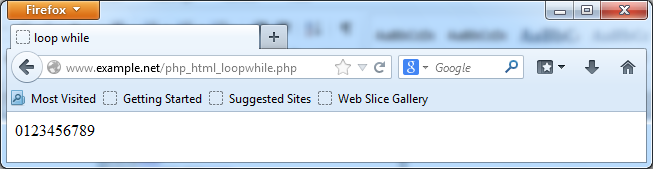 Firefox
loop while
www.example.net/php_html_loopwhile.php
Google
Most Visited Getting Started Suggested Sites Web Slice Gallery
0123456789